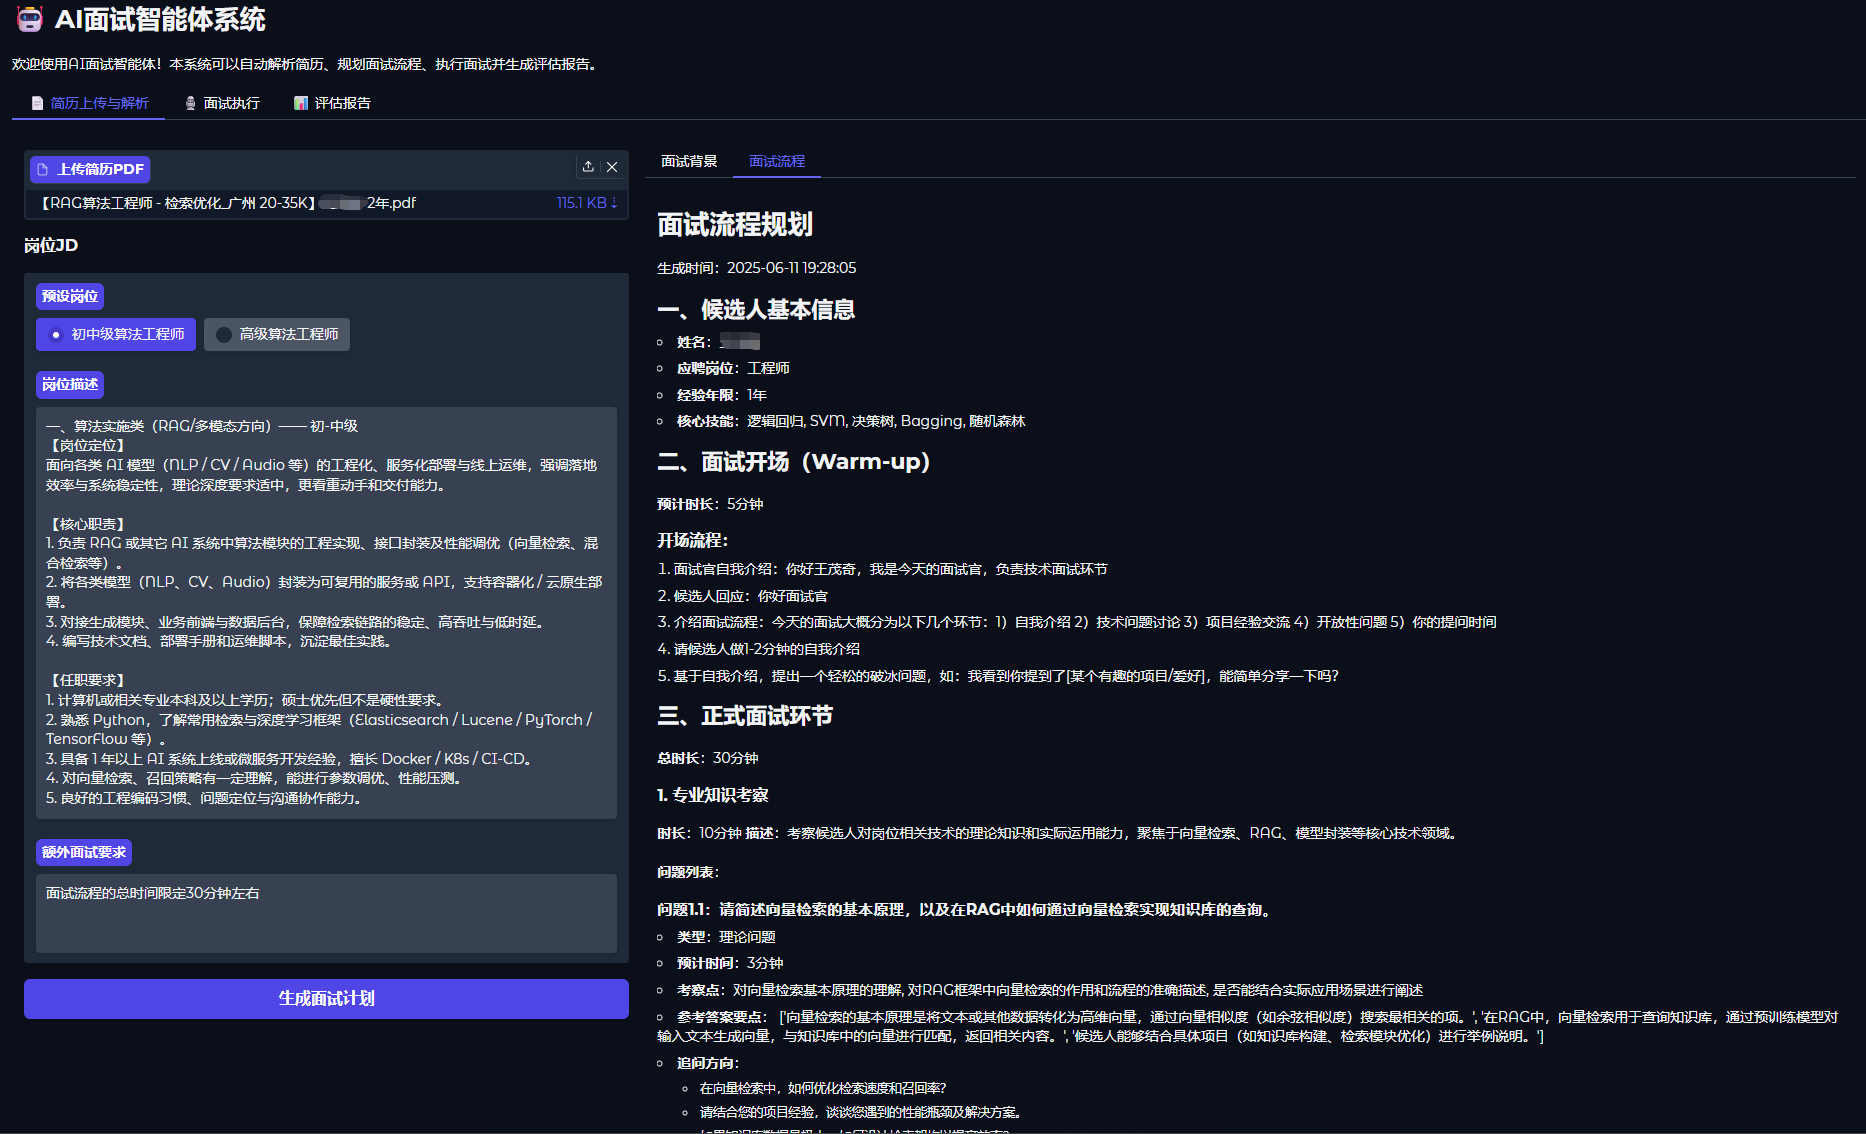 AI面试智能体系统
欢迎使用AI面试智能体！本系统可以自动解析简历、规划面试流程、执行面试并生成评估报告。
简历上传与解析
面试执行
评估报告
上传简历PDF
【RAG算法工程师 - 检索优化_广州 20-35K】 2年.pdf
115.1 KB ↓
岗位JD
预设岗位
初中级算法工程师
高级算法工程师
岗位描述
一、算法实施类（RAG/多模态方向）—— 初-中级
【岗位定位】
面向各类 AI 模型（NLP / CV / Audio 等）的工程化、服务化部署与线上运维，强调落地
效率与系统稳定性，理论深度要求适中，更看重动手和交付能力。
【核心职责】
1. 负责 RAG 或其它 AI 系统中算法模块的工程实现、接口封装及性能调优（向量检索、混
合检索等）。
2. 将各类模型（NLP、CV、Audio）封装为可复用的服务或 API，支持容器化 / 云原生部
署。
3. 对接生成模块、业务前端与数据后台，保障检索链路的稳定、高吞吐与低时延。
4. 编写技术文档、部署手册和运维脚本，沉淀最佳实践。
【任职要求】
1. 计算机或相关专业本科及以上学历；硕士优先但不是硬性要求。
2. 熟悉 Python，了解常用检索与深度学习框架（Elasticsearch / Lucene / PyTorch /
TensorFlow 等）。
3. 具备 1 年以上 AI 系统上线或微服务开发经验，擅长 Docker / K8s / CI-CD。
4. 对向量检索、召回策略有一定理解，能进行参数调优、性能压测。
5. 良好的工程编码习惯、问题定位与沟通协作能力。
额外面试要求
面试流程的总时间限定30分钟左右
生成面试计划
面试背景
面试流程
面试流程规划
生成时间：2025-06-11 19:28:05
一、候选人基本信息
姓名：
应聘岗位：工程师
经验年限：1年
核心技能：逻辑回归, SVM, 决策树, Bagging, 随机森林
二、面试开场（Warm-up）
预计时长：5分钟
开场流程：
1. 面试官自我介绍：你好王茂奇，我是今天的面试官，负责技术面试环节
2. 候选人回应：你好面试官
3. 介绍面试流程：今天的面试大概分为以下几个环节：1）自我介绍 2）技术问题讨论 3）项目经验交流 4）开放性问题 5）你的提问时间
4. 请候选人做1-2分钟的自我介绍
5. 基于自我介绍，提出一个轻松的破冰问题，如：我看到你提到了[某个有趣的项目/爱好]，能简单分享一下吗？
三、正式面试环节
总时长：30分钟
1. 专业知识考察
时长：10分钟 描述：考察候选人对岗位相关技术的理论知识和实际运用能力，聚焦于向量检索、RAG、模型封装等核心技术领域。
问题列表：
问题1.1：请简述向量检索的基本原理，以及在RAG中如何通过向量检索实现知识库的查询。
类型：理论问题
预计时间：3分钟
考察点：对向量检索基本原理的理解, 对RAG框架中向量检索的作用和流程的准确描述, 是否能结合实际应用场景进行阐述
参考答案要点：['向量检索的基本原理是将文本或其他数据转化为高维向量，通过向量相似度（如余弦相似度）搜索最相关的项。', '在RAG中，向量检索用于查询知识库，通过预训练模型对
输入文本生成向量，与知识库中的向量进行匹配，返回相关内容。', '候选人能够结合具体项目（如知识库构建、检索模块优化）进行举例说明。']
追问方向：
在向量检索中，如何优化检索速度和召回率？
请结合您的项目经验，谈谈您遇到的性能瓶颈及解决方案。